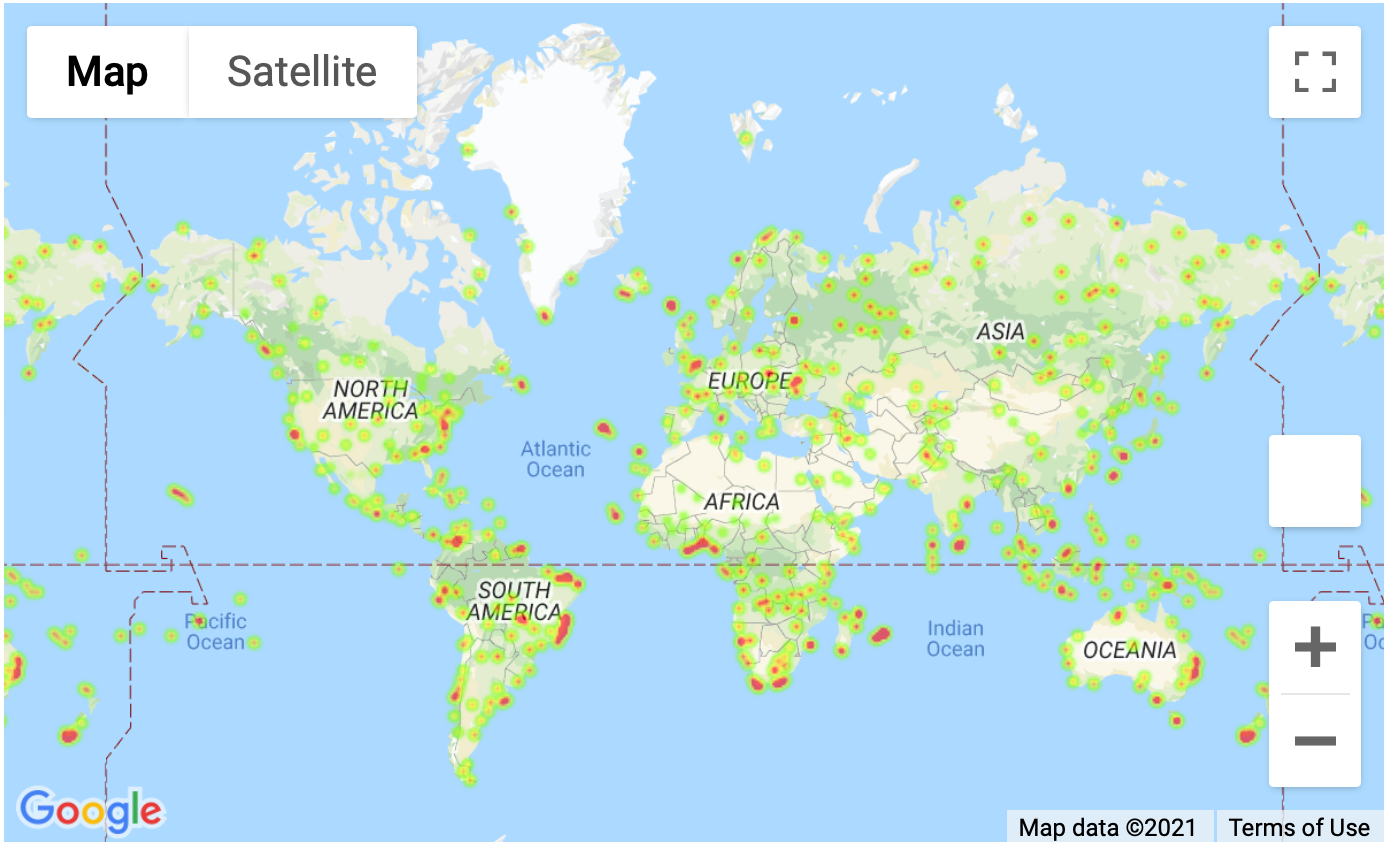 Map Satellite
ASIA
NORTH
AMERICA
EUROPE
Atlantic
Ocean
AFRICA
SOUTH
AMERICA
Pacific
Ocean
Indian
Ocean
OCEANIA
Pa
Oc
Google
Map data ©2021 Terms of Use